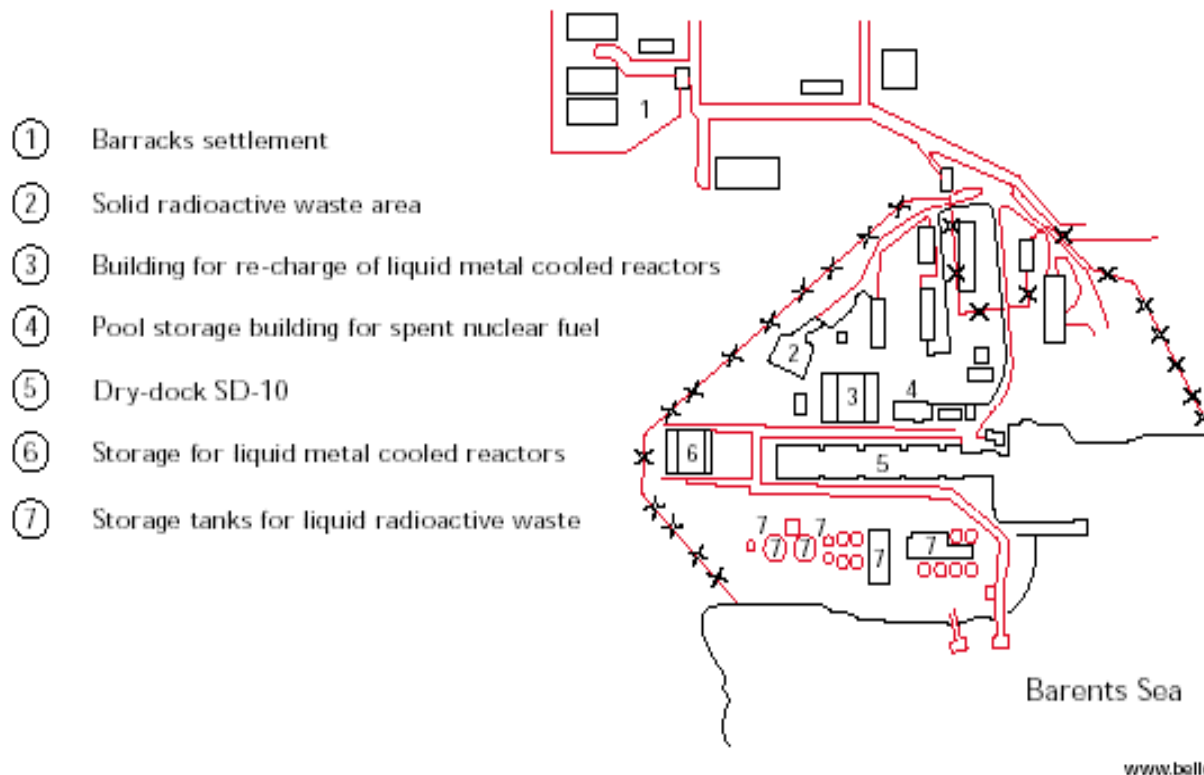 1 Barracks settlement
2 Solid radioactive waste area
3 Building for re-charge of liquid metal cooled reactors
4 Pool storage building for spent nuclear fuel
5 Dry-dock SD-10
6 Storage for liquid metal cooled reactors
7 Storage tanks for liquid radioactive waste
1
2
3
4
6
5
7
7
7
7
7
7
Barents Sea